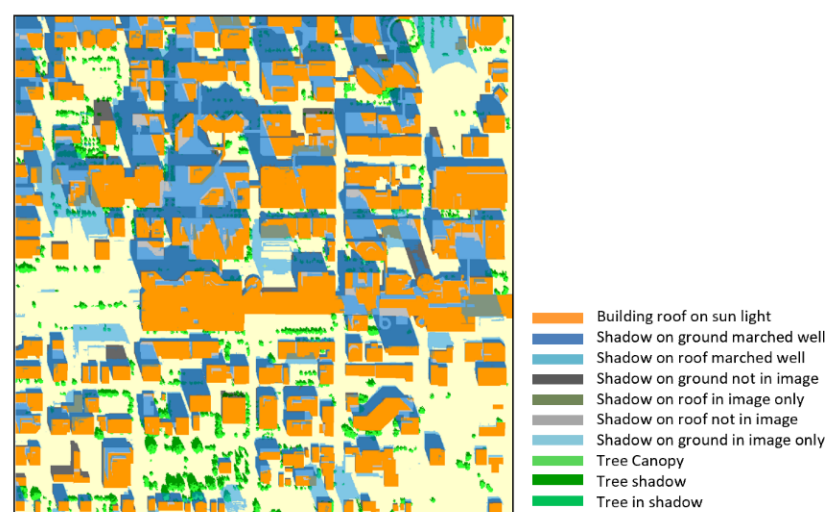 Building roof on sun light
Shadow on ground marched well
Shadow on roof marched well
Shadow on ground not in image
Shadow on roof in image only
Shadow on roof not in image
Shadow on ground in image only
Tree Canopy
Tree shadow
Tree in shadow